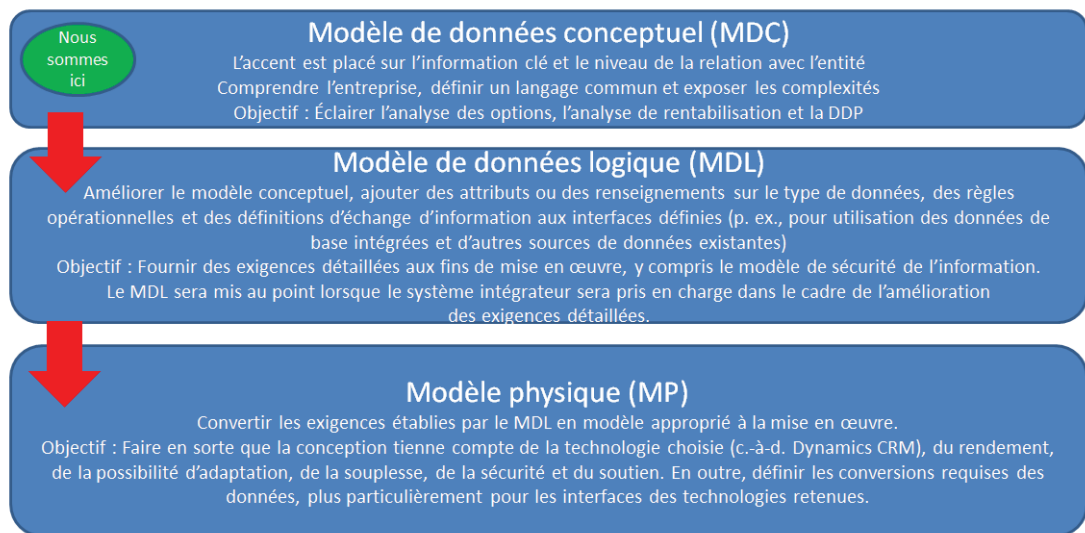 Nous
sommes
ici
Modèle de données conceptuel (MDC)
L'accent est placé sur l'information clé et le niveau de la relation avec l'entité
Comprendre l'entreprise, définir un langage commun et exposer les complexités
Objectif : Éclairer l'analyse des options, l'analyse de rentabilisation et la DDP
Modèle de données logique (MDL)
Améliorer le modèle conceptuel, ajouter des attributs ou des renseignements sur le type de données, des règles
opérationnelles et des définitions d'échange d'information aux interfaces définies (p. ex., pour utilisation des données de
base intégrées et d'autres sources de données existantes)
Objectif : Fournir des exigences détaillées aux fins de mise en œuvre, y compris le modèle de sécurité de l'information.
Le MDL sera mis au point lorsque le système intégrateur sera pris en charge dans le cadre de l'amélioration
des exigences détaillées.
Modèle physique (MP)
Convertir les exigences établies par le MDL en modèle approprié à la mise en œuvre.
Objectif : Faire en sorte que la conception tienne compte de la technologie choisie (c.-à-d. Dynamics CRM), du rendement,
de la possibilité d'adaptation, de la souplesse, de la sécurité et du soutien. En outre, définir les conversions requises des
données, plus particulièrement pour les interfaces des technologies retenues.